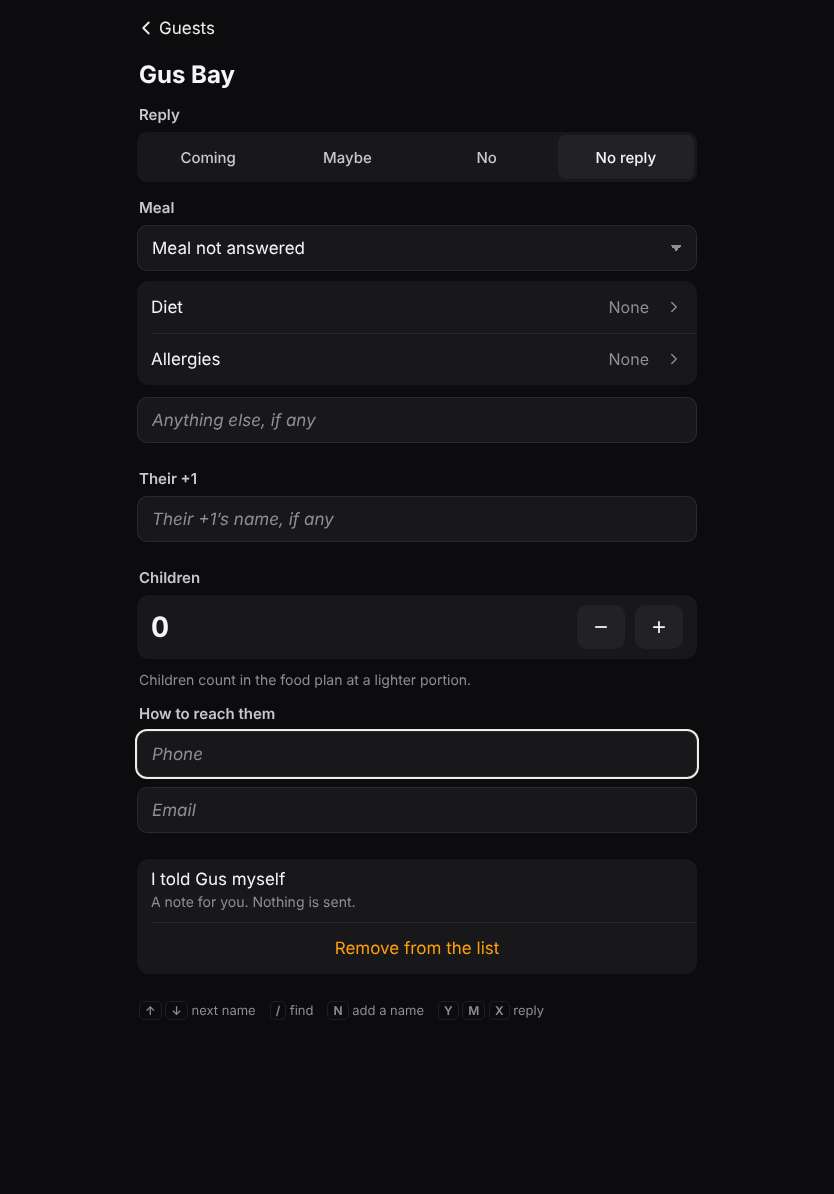 Guests
Gus Bay
Reply
Coming Maybe No No reply
Meal
Meal not answered
Diet None
Allergies None
Anything else, if any
Their +1
Their +1's name, if any
Children
0 − +
Children count in the food plan at a lighter portion.
How to reach them
Phone
Email
I told Gus myself
A note for you. Nothing is sent.
Remove from the list
↑ ↓ next name / find N add a name Y M X reply